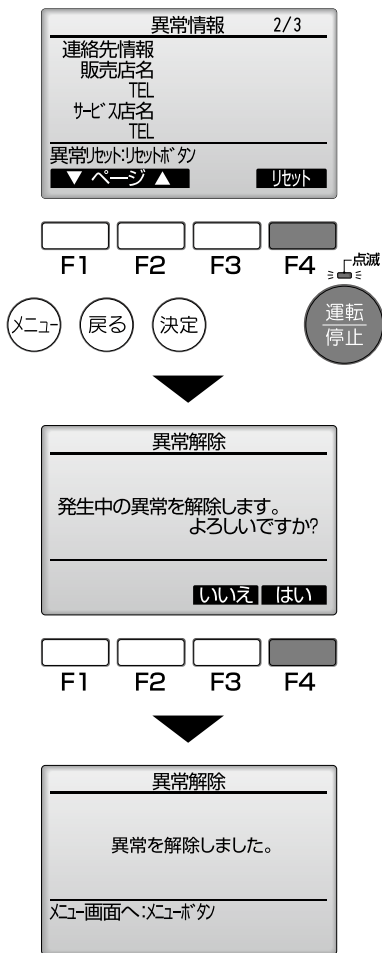 異常情報 2/3
連絡先情報
販売店名
TEL
ｻｰﾋﾞｽ店名
TEL
異常ﾘｾｯﾄ:ﾘｾｯﾄﾎﾞﾀﾝ
▼ ページ ▲ ﾘｾｯﾄ
F1 F2 F3 F4
点滅
メニュー 戻る 決定 運転
停止
異常解除
発生中の異常を解除します。
よろしいですか?
いいえ はい
F1 F2 F3 F4
異常解除
異常を解除しました。
ﾒﾆｭｰ画面へ:ﾒﾆｭｰﾎﾞﾀﾝ